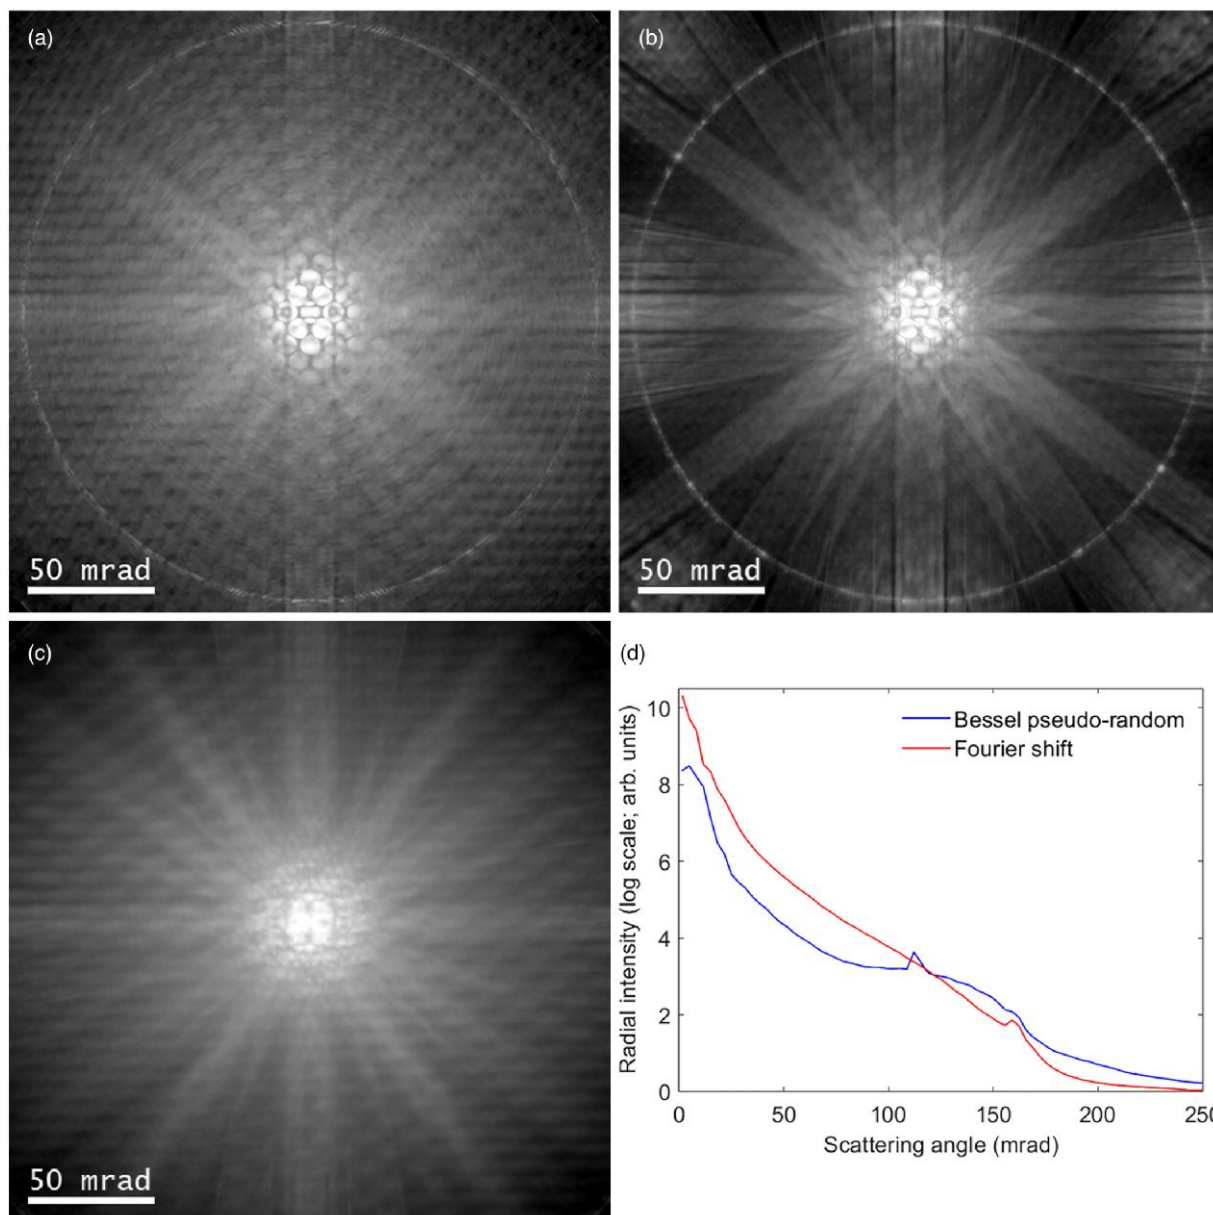 (a)
(b)
50 mrad
50 mrad
(c)
(d)
Radial intensity (log scale; arb. units)
10
8
6
4
2
0
Bessel pseudo-random
Fourier shift
0 50 100 150 200 250
Scattering angle (mrad)
50 mrad